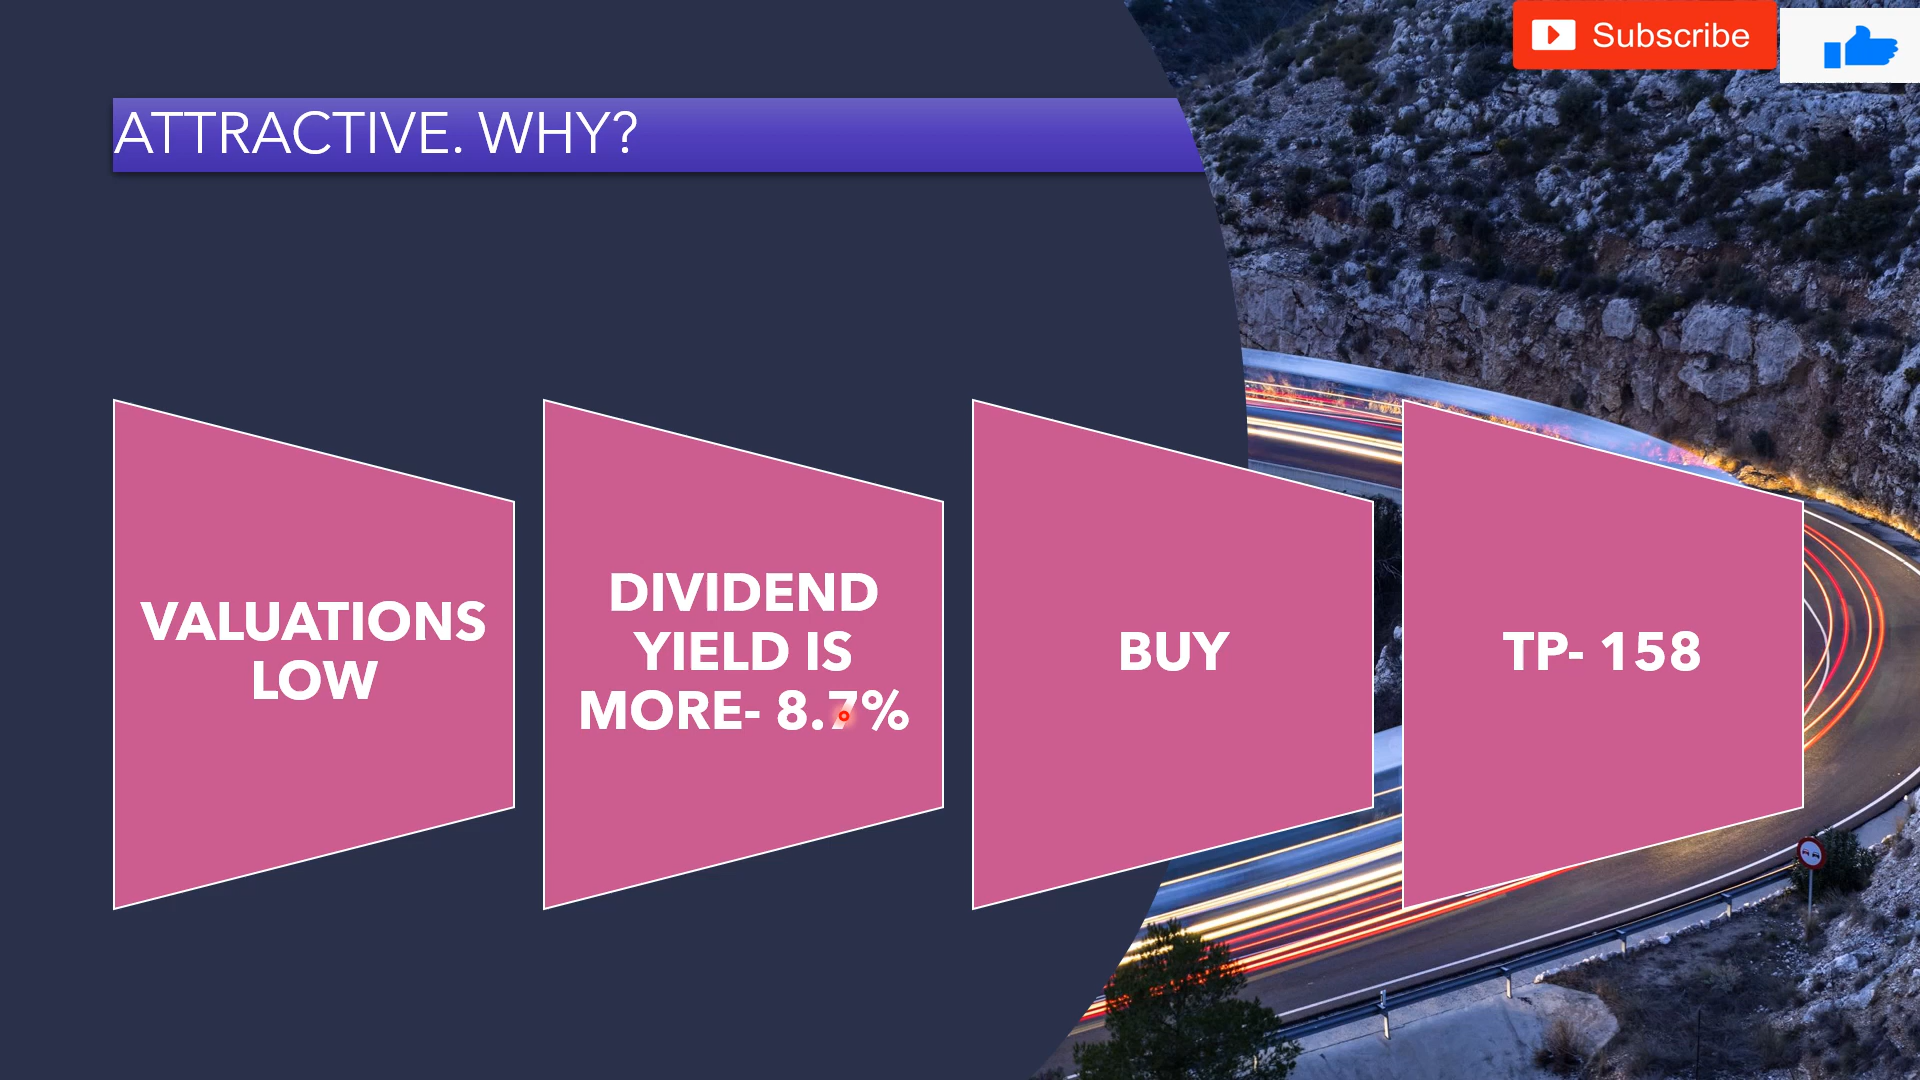 Subscribe
ATTRACTIVE. WHY?
VALUATIONS
LOW
DIVIDEND
YIELD IS
MORE- 8.7%
BUY
TP- 158